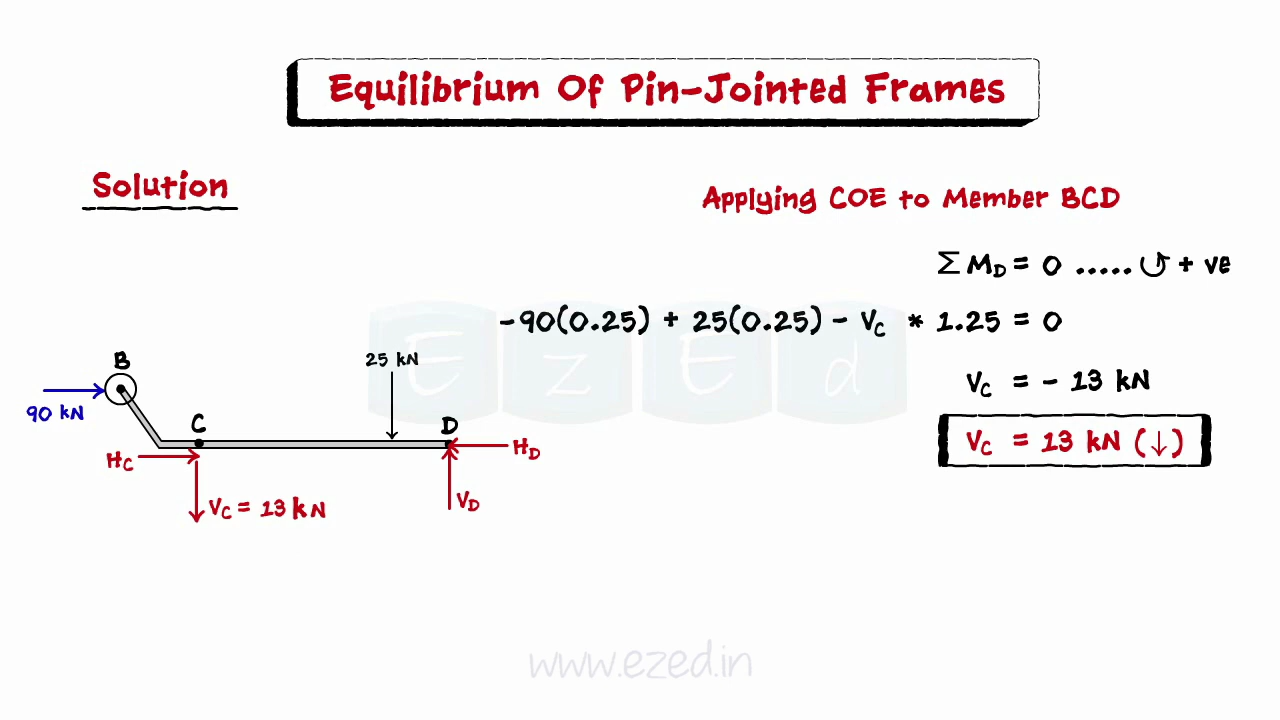 Equilibrium Of Pin-Jointed Frames
Solution
Applying COE to Member BCD
Σ M_D = 0 ..... ↺ + ve
-90(0.25) + 25(0.25) - V_C * 1.25 = 0
V_C = - 13 kN
V_C = 13 kN (↓)
B
25 kN
90 kN
C
D
H_C
H_D
V_C = 13 kN
V_D
EzEd
www.ezed.in